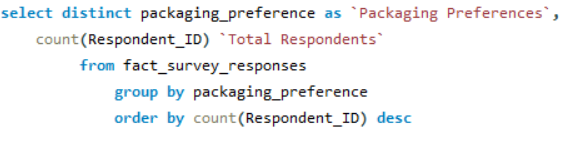 select distinct packaging_preference as `Packaging Preferences`,
count(Respondent_ID) `Total Respondents`
from fact_survey_responses
group by packaging_preference
order by count(Respondent_ID) desc